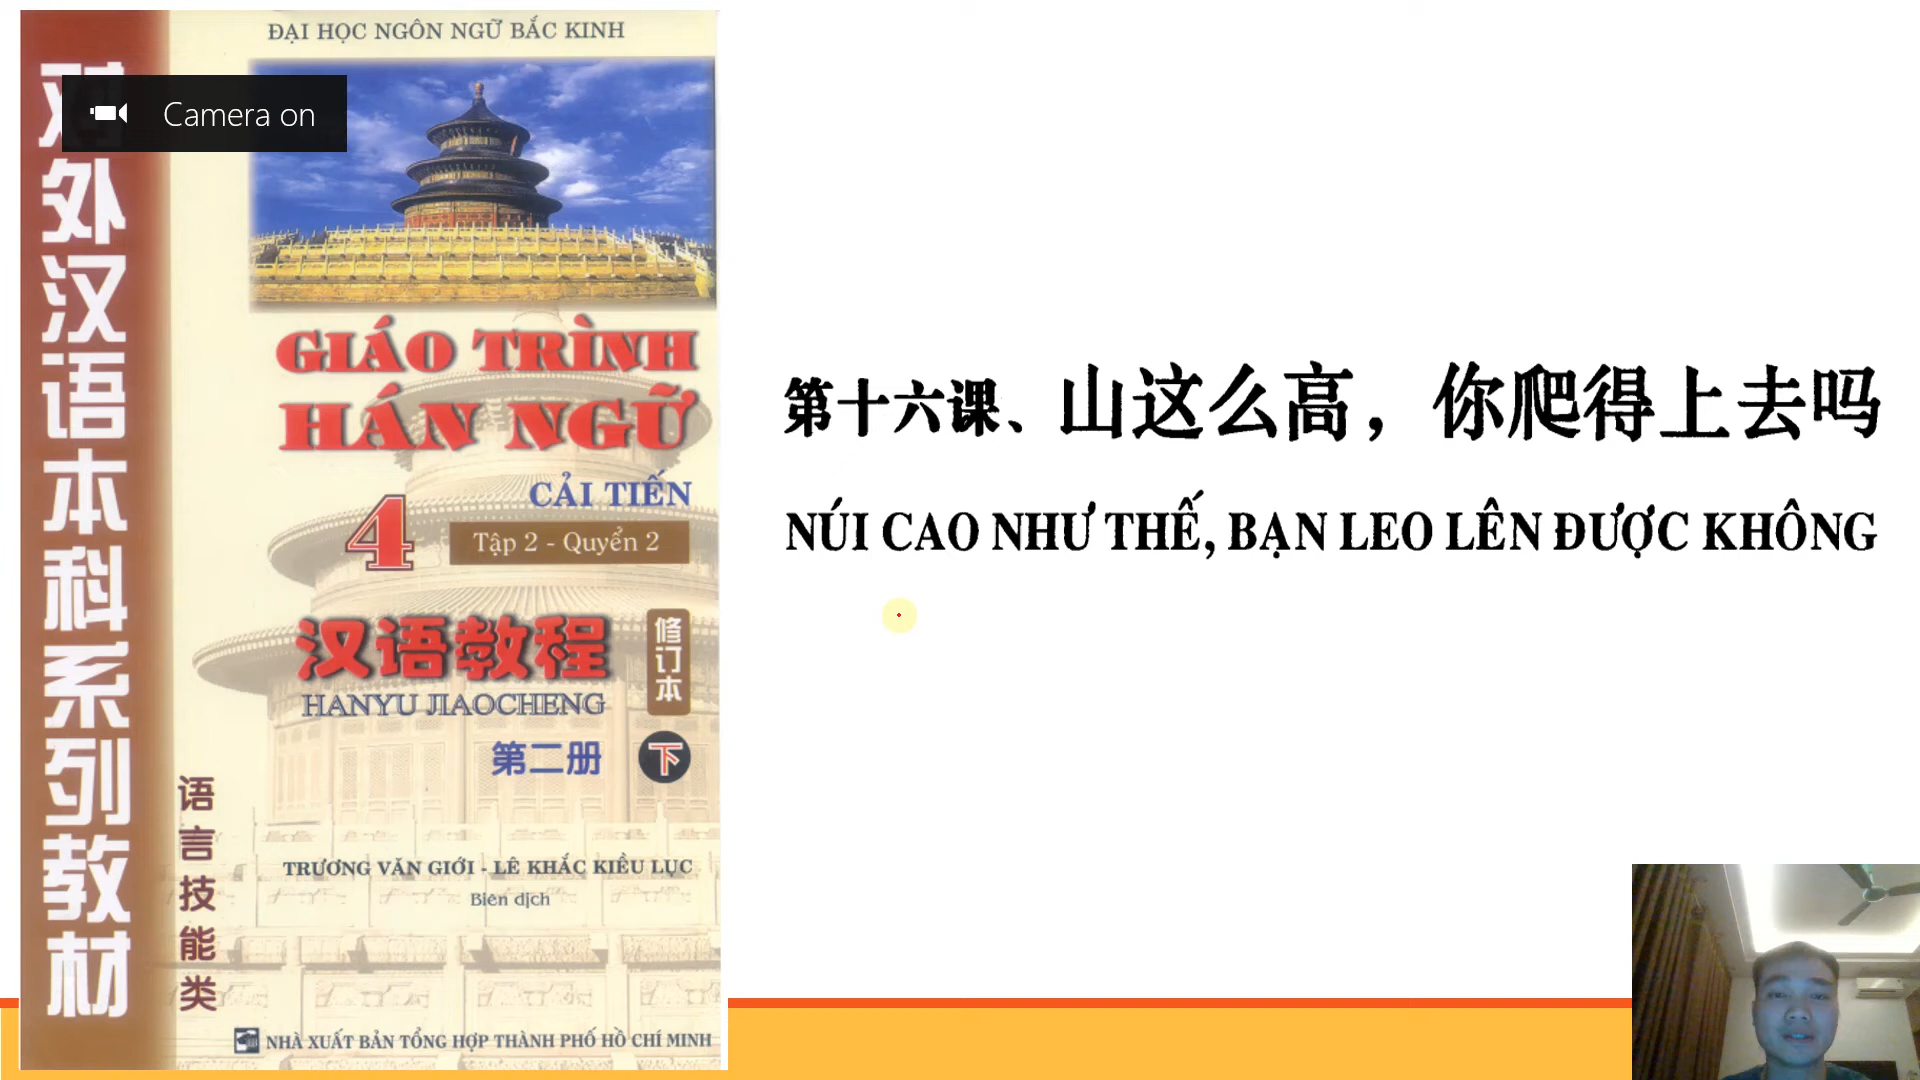 ĐẠI HỌC NGÔN NGỮ BẮC KINH
对外汉语本科系列教材
Camera on
GIÁO TRÌNH
HÁN NGỮ
CẢI TIẾN
4
Tập 2 - Quyển 2
汉语教程
修订本
HANYU JIAOCHENG
第二册
下
语言技能类
TRƯƠNG VĂN GIỚI - LÊ KHẮC KIỀU LỤC
Biên dịch
NHÀ XUẤT BẢN TỔNG HỢP THÀNH PHỐ HỒ CHÍ MINH
第十六课、山这么高，你爬得上去吗
NÚI CAO NHƯ THẾ, BẠN LEO LÊN ĐƯỢC KHÔNG